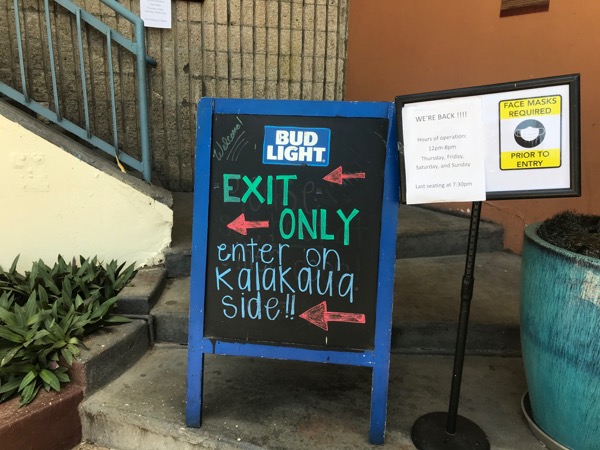 Welcome!
BUD
LIGHT.
EXIT
ONLY
enter on
Kalakaua
side!!
WE'RE BACK !!!!
Hours of operation:
12pm-8pm
Thursday, Friday,
Saturday, and Sunday
Last seating at 7:30pm
FACE MASKS
REQUIRED
PRIOR TO
ENTRY